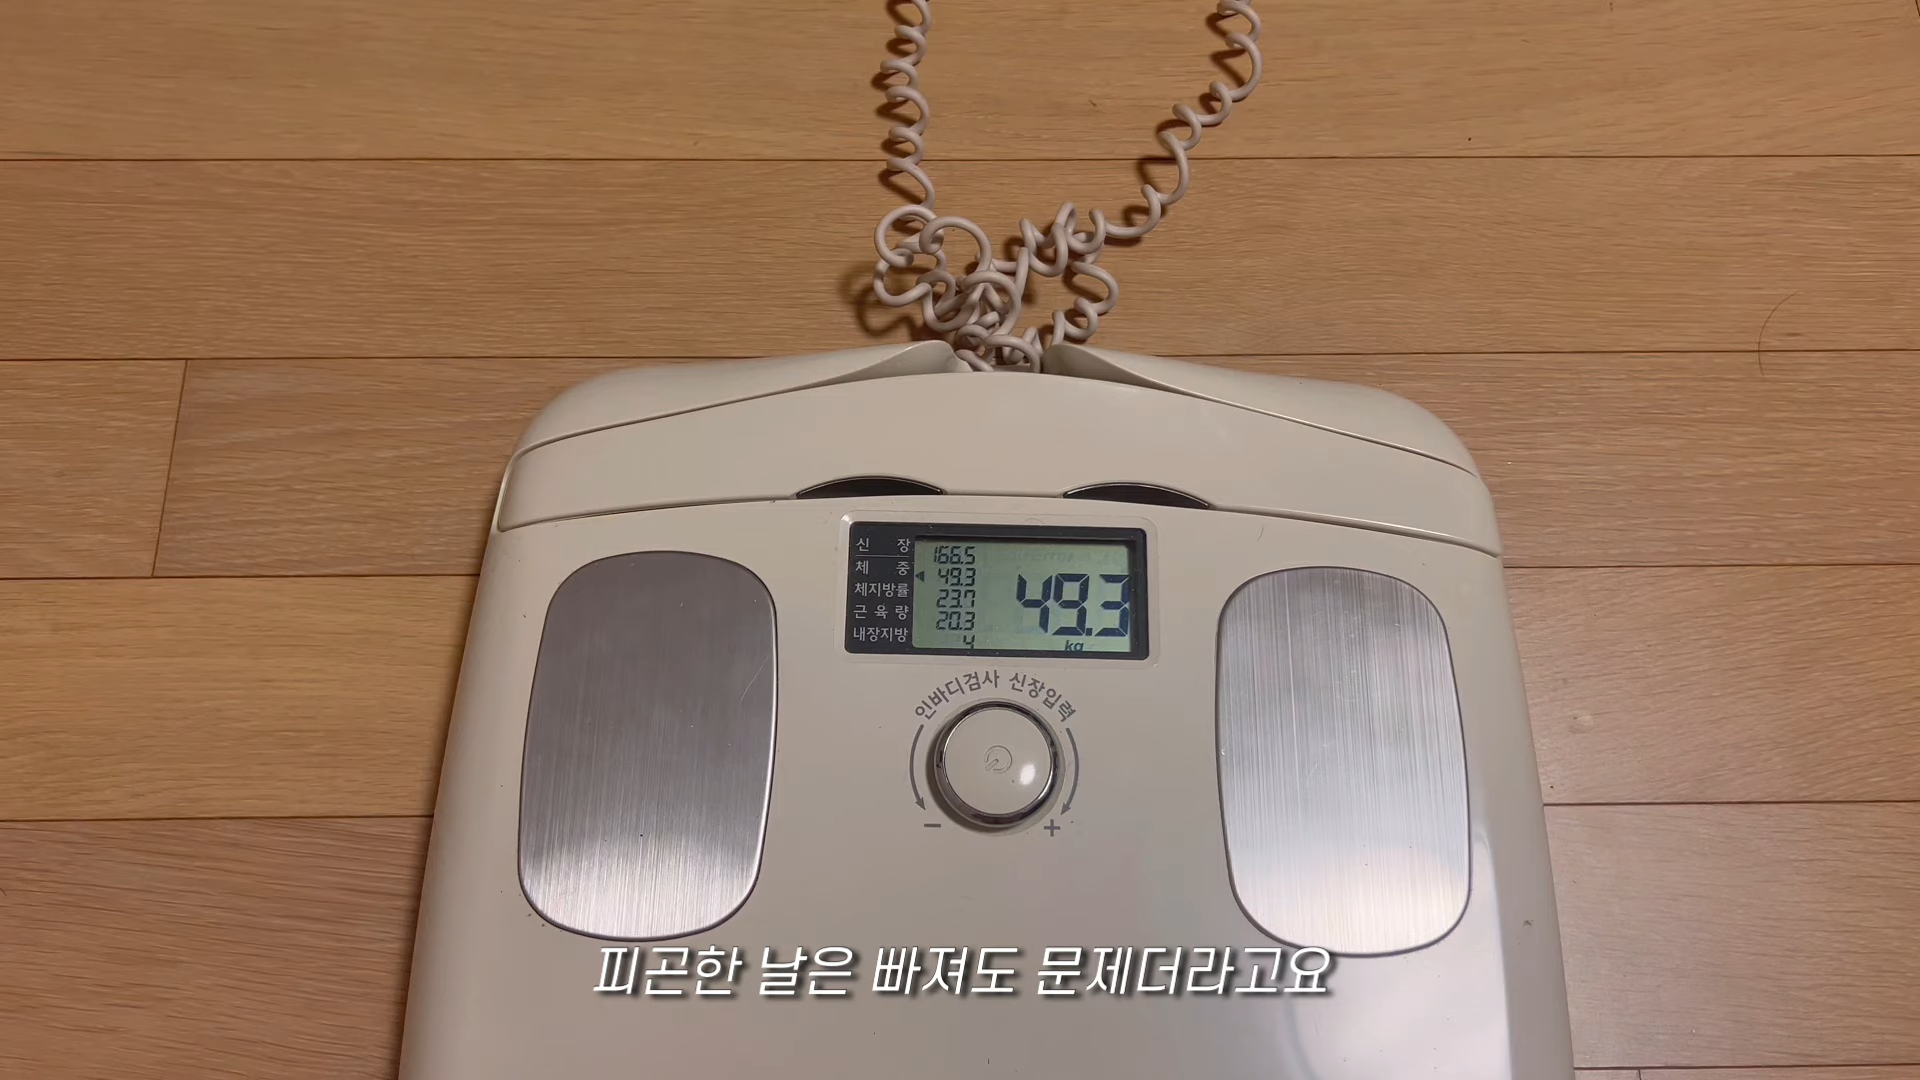 신 장 166.5
체 중 49.3
체지방률 23.7
근 육 량 20.3
내장지방 4
49.3
kg
인바디검사 신장입력
- +
피곤한 날은 빠져도 문제더라고요